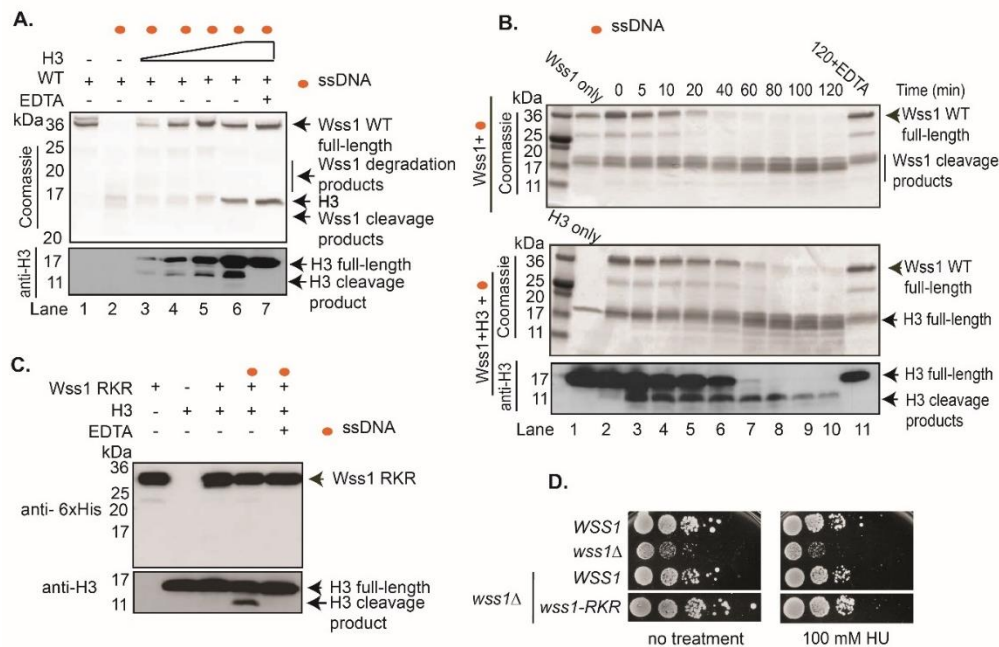 A.
H3
WT + + + + + + +
ssDNA
EDTA - - - - - - +
kDa
36
25
20
17
11
20
Coomassie
Wss1 WT
full-length
Wss1 degradation
products
H3
Wss1 cleavage
products
anti-H3
17
11
H3 full-length
H3 cleavage
product
Lane 1 2 3 4 5 6 7
B.
ssDNA
Wss1 only 0 5 10 20 40 60 80 100 120 120+EDTA Time (min)
kDa
36
25
20
17
11
Wss1+
Coomassie
Wss1 WT
full-length
Wss1 cleavage
products
H3 only
kDa
36
25
20
17
11
Wss1+H3 +
Coomassie
Wss1 WT
full-length
H3 full-length
anti-H3
17
11
H3 full-length
H3 cleavage
products
Lane 1 2 3 4 5 6 7 8 9 10 11
C.
Wss1 RKR + - + + +
H3 - + + + +
EDTA - - - - +
ssDNA
kDa
36
25
20
17
anti- 6xHis
Wss1 RKR
anti-H3
17
11
H3 full-length
H3 cleavage
product
D.
WSS1
wss1Δ
WSS1
wss1Δ
wss1-RKR
no treatment
100 mM HU